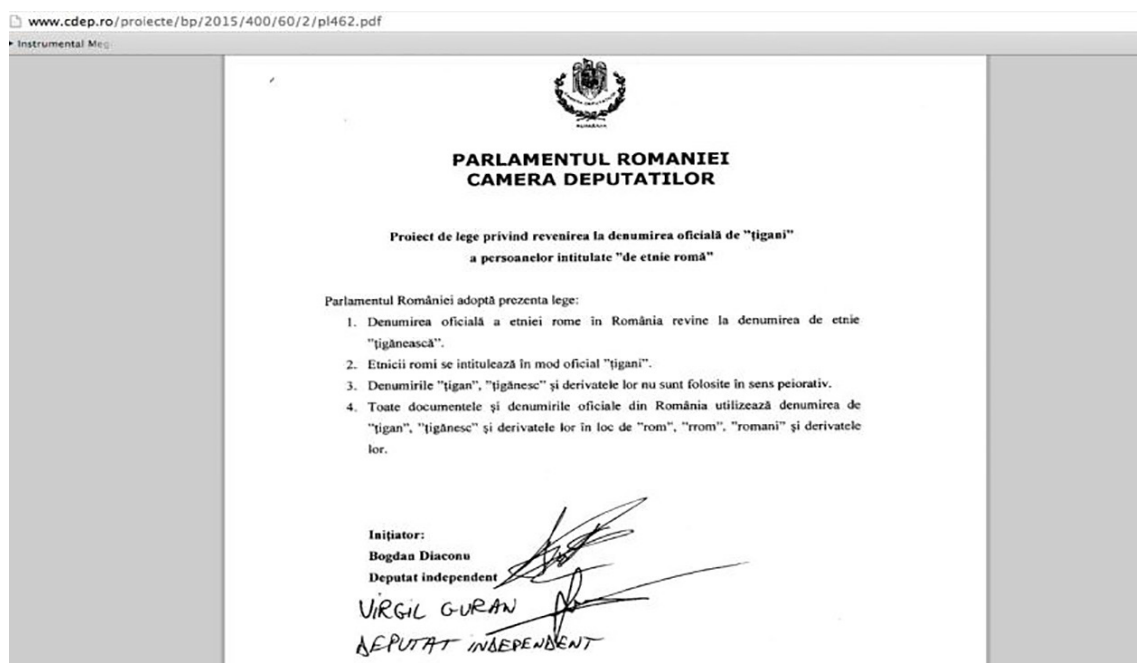 www.cdep.ro/proiecte/bp/2015/400/60/2/pl462.pdf
Instrumental Meg
CAMERA DEPUTATILOR
ROMÂNIA
PARLAMENTUL ROMANIEI
CAMERA DEPUTATILOR
Proiect de lege privind revenirea la denumirea oficială de "ţigani"
a persoanelor intitulate "de etnie romă"
Parlamentul României adoptă prezenta lege:
1. Denumirea oficială a etniei rome în România revine la denumirea de etnie
"ţigănească".
2. Etnicii romi se intitulează în mod oficial "ţigani".
3. Denumirile "ţigan", "ţigănesc" şi derivatele lor nu sunt folosite în sens peiorativ.
4. Toate documentele şi denumirile oficiale din România utilizează denumirea de
"ţigan", "ţigănesc" şi derivatele lor în loc de "rom", "rrom", "romani" şi derivatele
lor.
Iniţiator:
Bogdan Diaconu
Deputat independent
VIRGIL GURAN
DEPUTAT INDEPENDENT